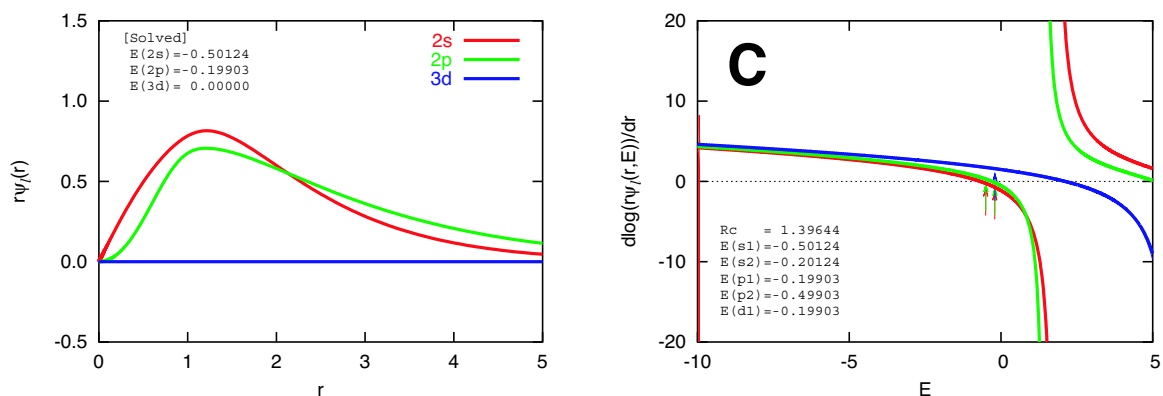 1.5
1.0
0.5
0.0
-0.5
0
1
2
3
4
5
r
rψl(r)
[Solved]
E(2s)=-0.50124
E(2p)=-0.19903
E(3d)= 0.00000
2s
2p
3d
20
10
0
-10
-20
-10
-5
0
5
E
dlog(rψl(r,E))/dr
C
Rc = 1.39644
E(s1)=-0.50124
E(s2)=-0.20124
E(p1)=-0.19903
E(p2)=-0.49903
E(d1)=-0.19903